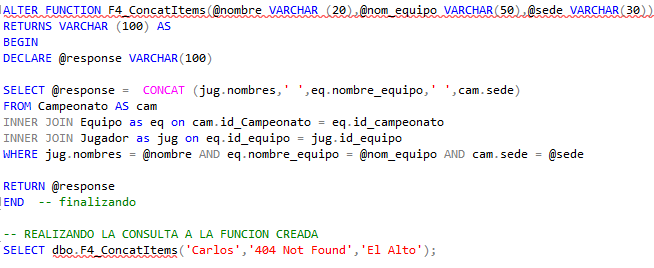 ALTER FUNCTION F4_ConcatItems(@nombre VARCHAR (20),@nom_equipo VARCHAR(50),@sede VARCHAR(30))
RETURNS VARCHAR (100) AS
BEGIN
DECLARE @response VARCHAR(100)
SELECT @response =  CONCAT (jug.nombres,' ',eq.nombre_equipo,' ',cam.sede)
FROM Campeonato AS cam
INNER JOIN Equipo as eq on cam.id_Campeonato = eq.id_campeonato
INNER JOIN Jugador as jug on eq.id_equipo = jug.id_equipo
WHERE jug.nombres = @nombre AND eq.nombre_equipo = @nom_equipo AND cam.sede = @sede
RETURN @response
END  -- finalizando
-- REALIZANDO LA CONSULTA A LA FUNCION CREADA
SELECT dbo.F4_ConcatItems('Carlos','404 Not Found','El Alto');